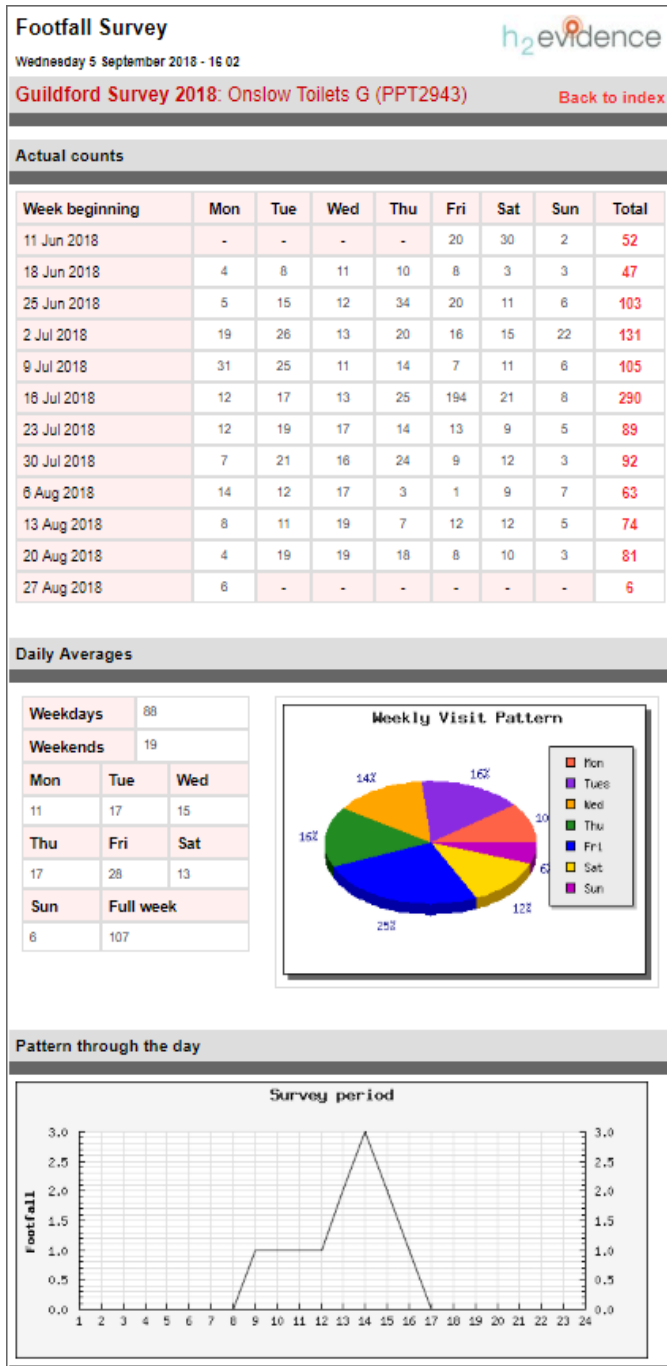 Footfall Survey
h2evidence
Wednesday 5 September 2018 - 16 02
Guildford Survey 2018: Onslow Toilets G (PPT2943) Back to index
Actual counts
Week beginning Mon Tue Wed Thu Fri Sat Sun Total
11 Jun 2018 - - - - 20 30 2 52
18 Jun 2018 4 8 11 10 8 3 3 47
25 Jun 2018 5 15 12 34 20 11 6 103
2 Jul 2018 19 26 13 20 16 15 22 131
9 Jul 2018 31 25 11 14 7 11 6 105
16 Jul 2018 12 17 13 25 194 21 8 290
23 Jul 2018 12 19 17 14 13 9 5 89
30 Jul 2018 7 21 16 24 9 12 3 92
6 Aug 2018 14 12 17 3 1 9 7 63
13 Aug 2018 8 11 19 7 12 12 5 74
20 Aug 2018 4 19 19 18 8 10 3 81
27 Aug 2018 6 - - - - - - 6
Daily Averages
Weekdays 88
Weekends 19
Mon Tue Wed
11 17 15
Thu Fri Sat
17 28 13
Sun Full week
6 107
Weekly Visit Pattern
14% 16%
16% 10
6%
12%
25%
Mon
Tues
Wed
Thu
Fri
Sat
Sun
Pattern through the day
Survey period
Footfall
3.0 3.0
2.5 2.5
2.0 2.0
1.5 1.5
1.0 1.0
0.5 0.5
0.0 0.0
1 2 3 4 5 6 7 8 9 10 11 12 13 14 15 16 17 18 19 20 21 22 23 24